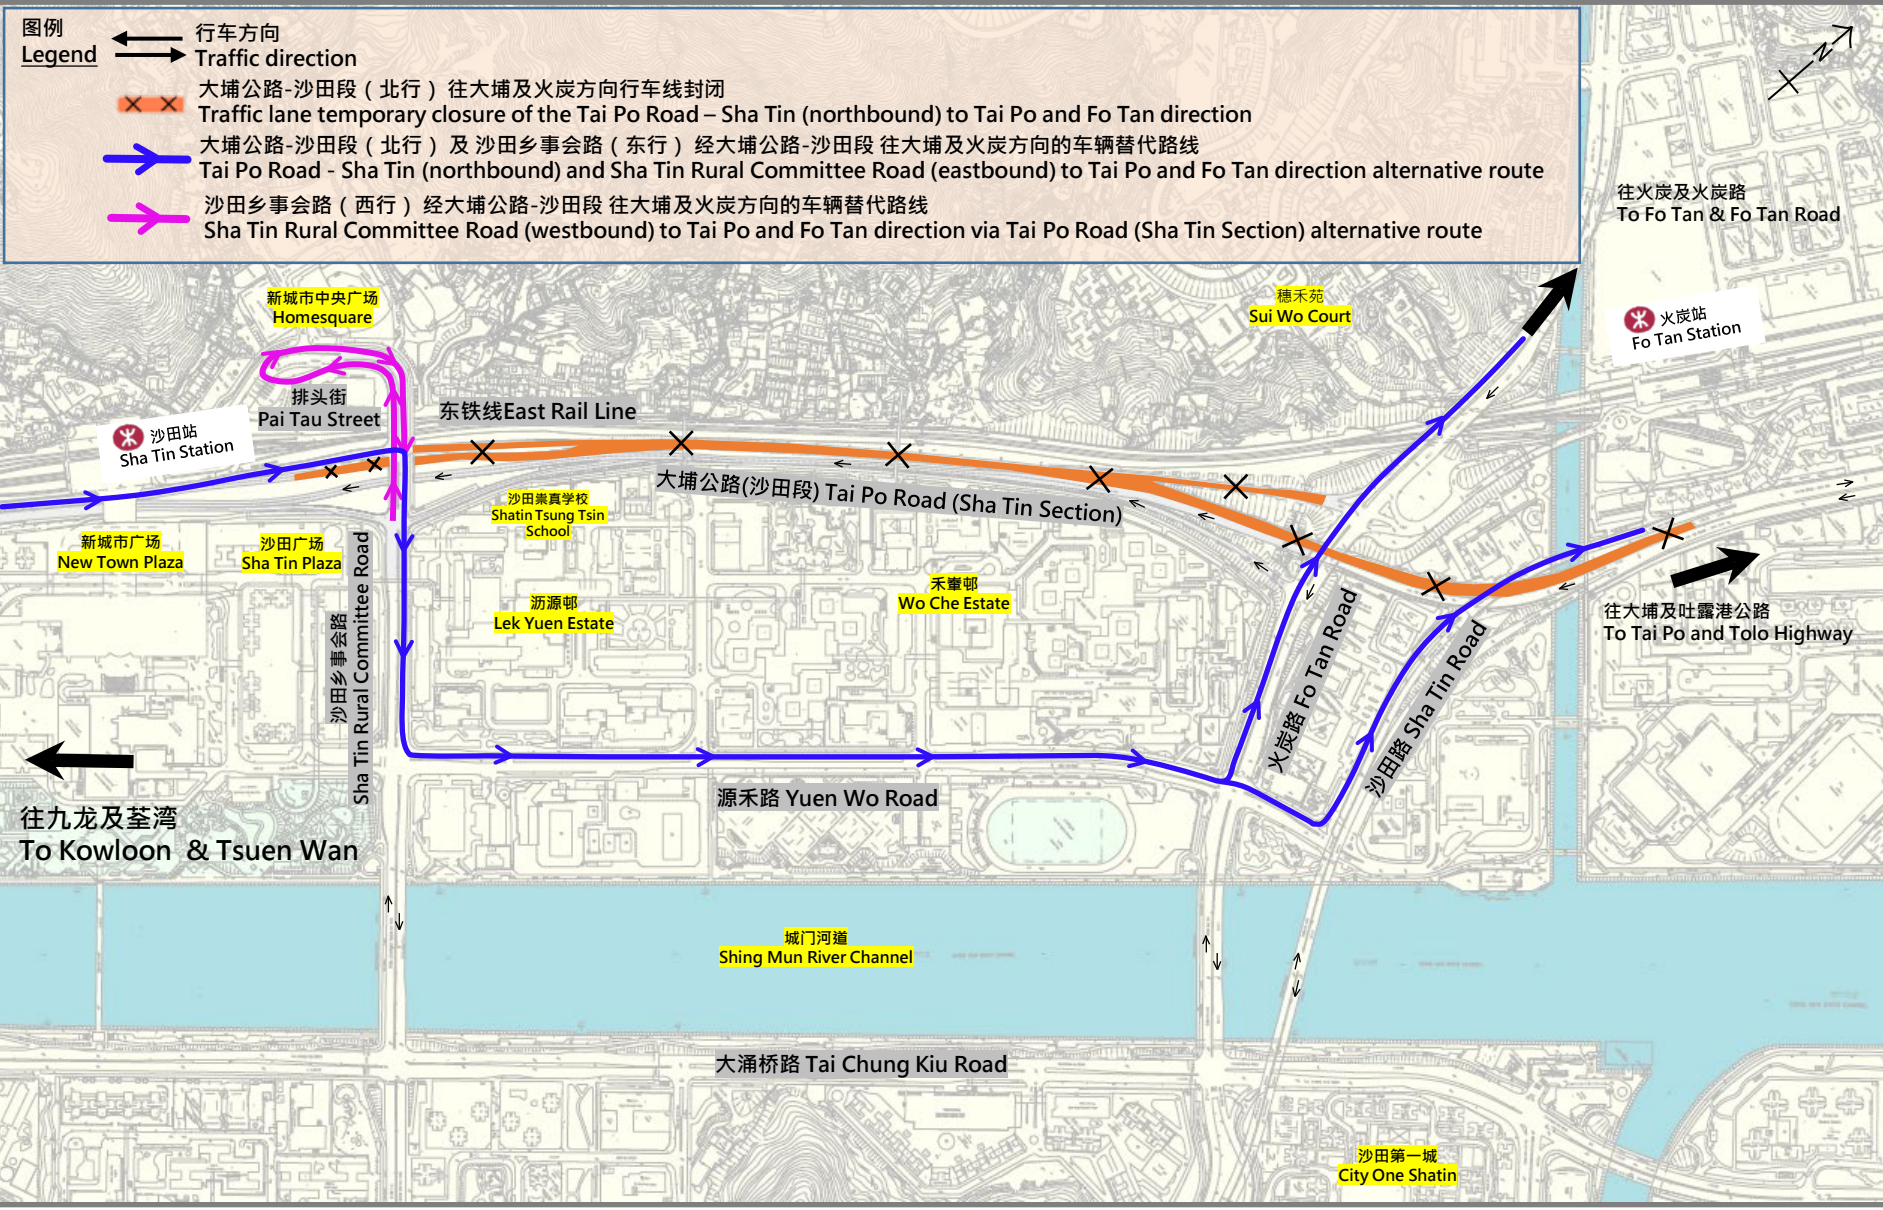 图例
Legend
行车方向
Traffic direction
大埔公路-沙田段（北行）往大埔及火炭方向行车线封闭
Traffic lane temporary closure of the Tai Po Road – Sha Tin (northbound) to Tai Po and Fo Tan direction
大埔公路-沙田段（北行）及 沙田乡事会路（东行）经大埔公路-沙田段 往大埔及火炭方向的车辆替代路线
Tai Po Road - Sha Tin (northbound) and Sha Tin Rural Committee Road (eastbound) to Tai Po and Fo Tan direction alternative route
沙田乡事会路（西行）经大埔公路-沙田段 往大埔及火炭方向的车辆替代路线
Sha Tin Rural Committee Road (westbound) to Tai Po and Fo Tan direction via Tai Po Road (Sha Tin Section) alternative route
N
往火炭及火炭路
To Fo Tan & Fo Tan Road
新城市中央广场
Homesquare
穗禾苑
Sui Wo Court
火炭站
Fo Tan Station
排头街
Pai Tau Street
东铁线East Rail Line
沙田站
Sha Tin Station
大埔公路(沙田段) Tai Po Road (Sha Tin Section)
沙田崇真学校
Shatin Tsung Tsin
School
新城市广场
New Town Plaza
沙田广场
Sha Tin Plaza
沙田乡事会路
Sha Tin Rural Committee Road
沥源邨
Lek Yuen Estate
禾輋邨
Wo Che Estate
火炭路 Fo Tan Road
沙田路 Sha Tin Road
往大埔及吐露港公路
To Tai Po and Tolo Highway
往九龙及荃湾
To Kowloon & Tsuen Wan
源禾路 Yuen Wo Road
城门河道
Shing Mun River Channel
大涌桥路 Tai Chung Kiu Road
沙田第一城
City One Shatin